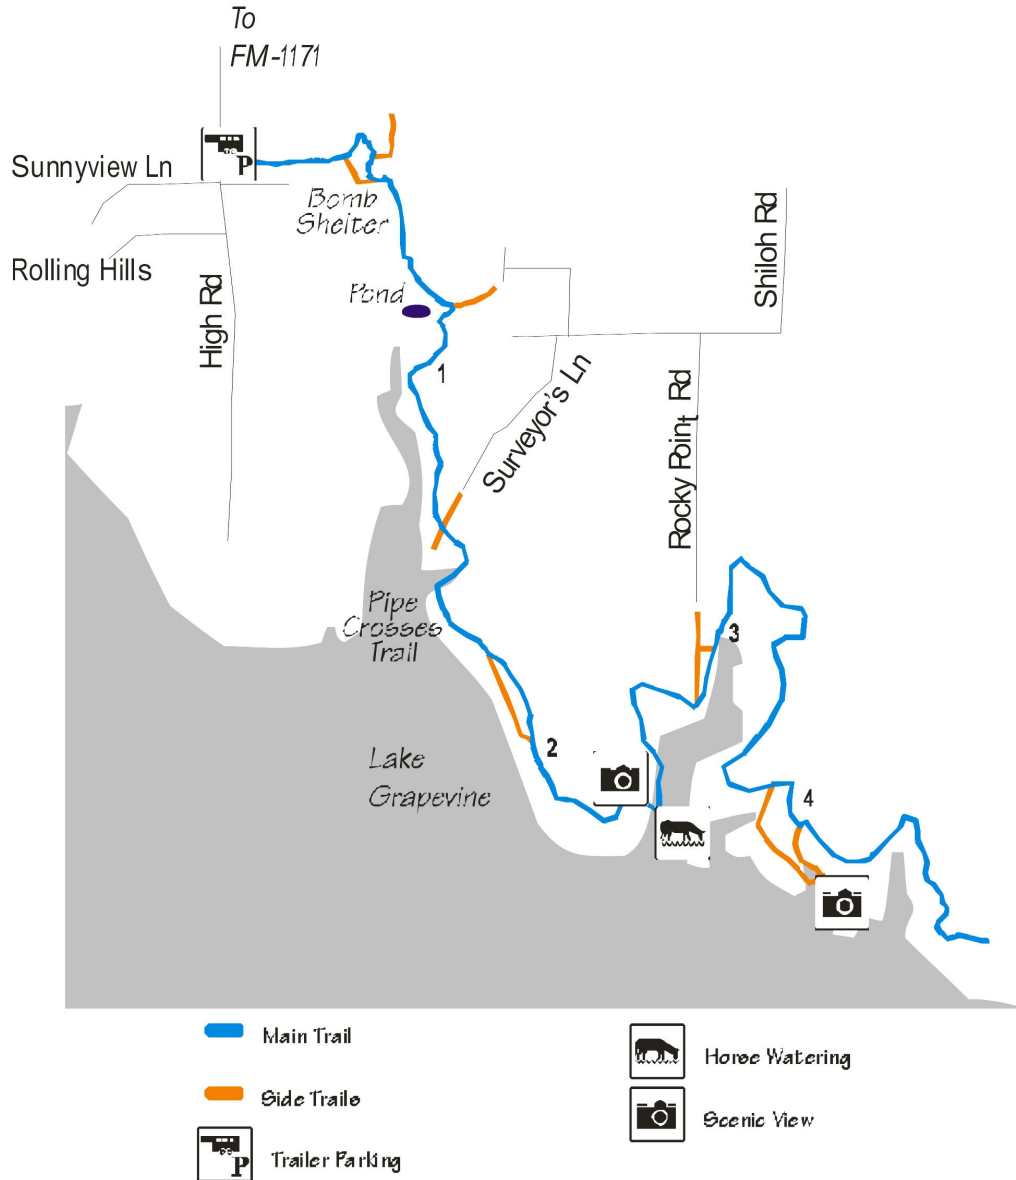 To
FM-1171
Sunnyview Ln
P
Bomb
Shelter
Rolling Hills
High Rd
Pond
Shiloh Rd
1
Surveyor's Ln
Rocky Point Rd
Pipe
Crosses
Trail
3
2
Lake
Grapevine
4
Main Trail
Horse Watering
Side Trails
Scenic View
P
Trailer Parking